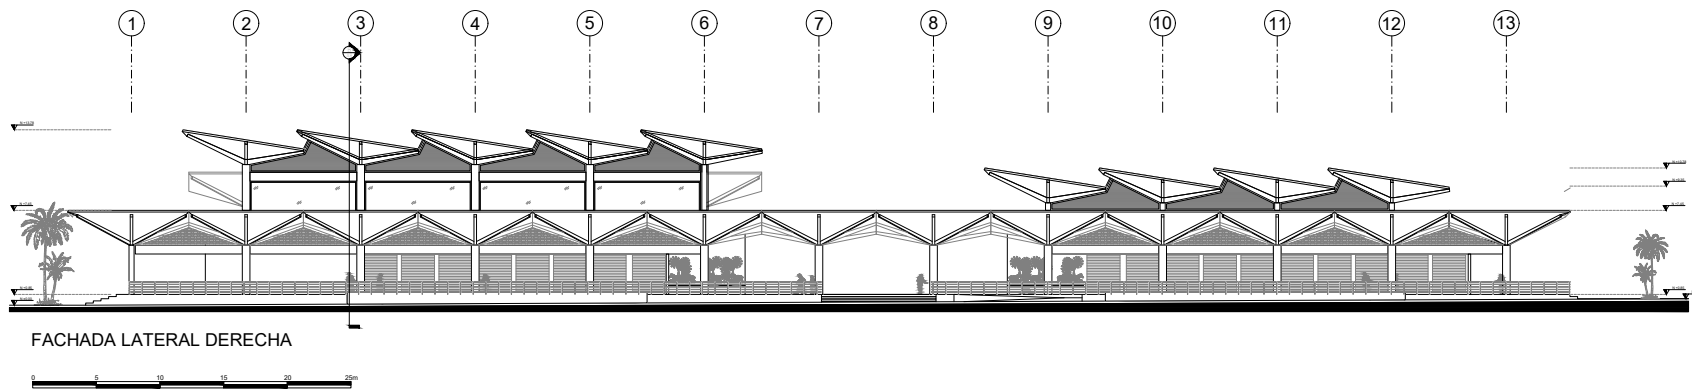 1 2 3 4 5 6 7 8 9 10 11 12 13
FACHADA LATERAL DERECHA
0 5 10 15 20 25m